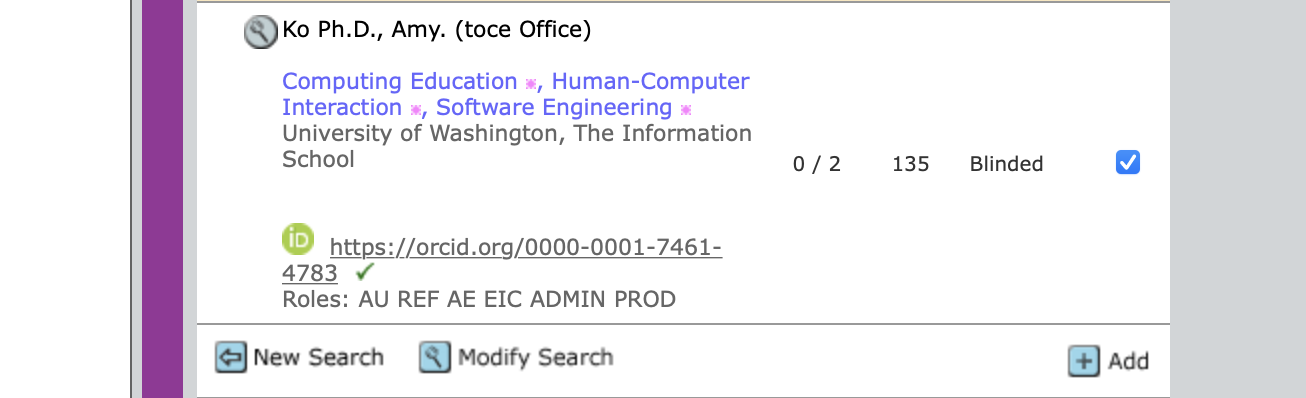 Ko Ph.D., Amy. (toce Office)
Computing Education , Human-Computer
Interaction , Software Engineering
University of Washington, The Information
School
0 / 2 135 Blinded
iD https://orcid.org/0000-0001-7461-
4783
Roles: AU REF AE EIC ADMIN PROD
New Search Modify Search Add